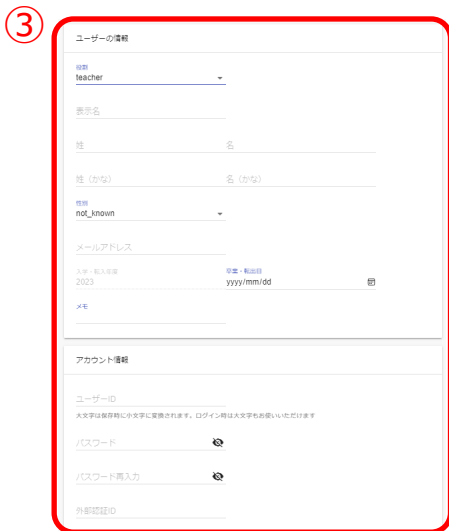 ③
ユーザーの情報
役割
teacher
表示名
姓 名
姓（かな） 名（かな）
性別
not_known
メールアドレス
入学・転入年度 卒業・転出日
2023 yyyy/mm/dd
メモ
アカウント情報
ユーザーID
大文字は保存時に小文字に変換されます。ログイン時は大文字もお使いいただけます
パスワード
パスワード再入力
外部認証ID